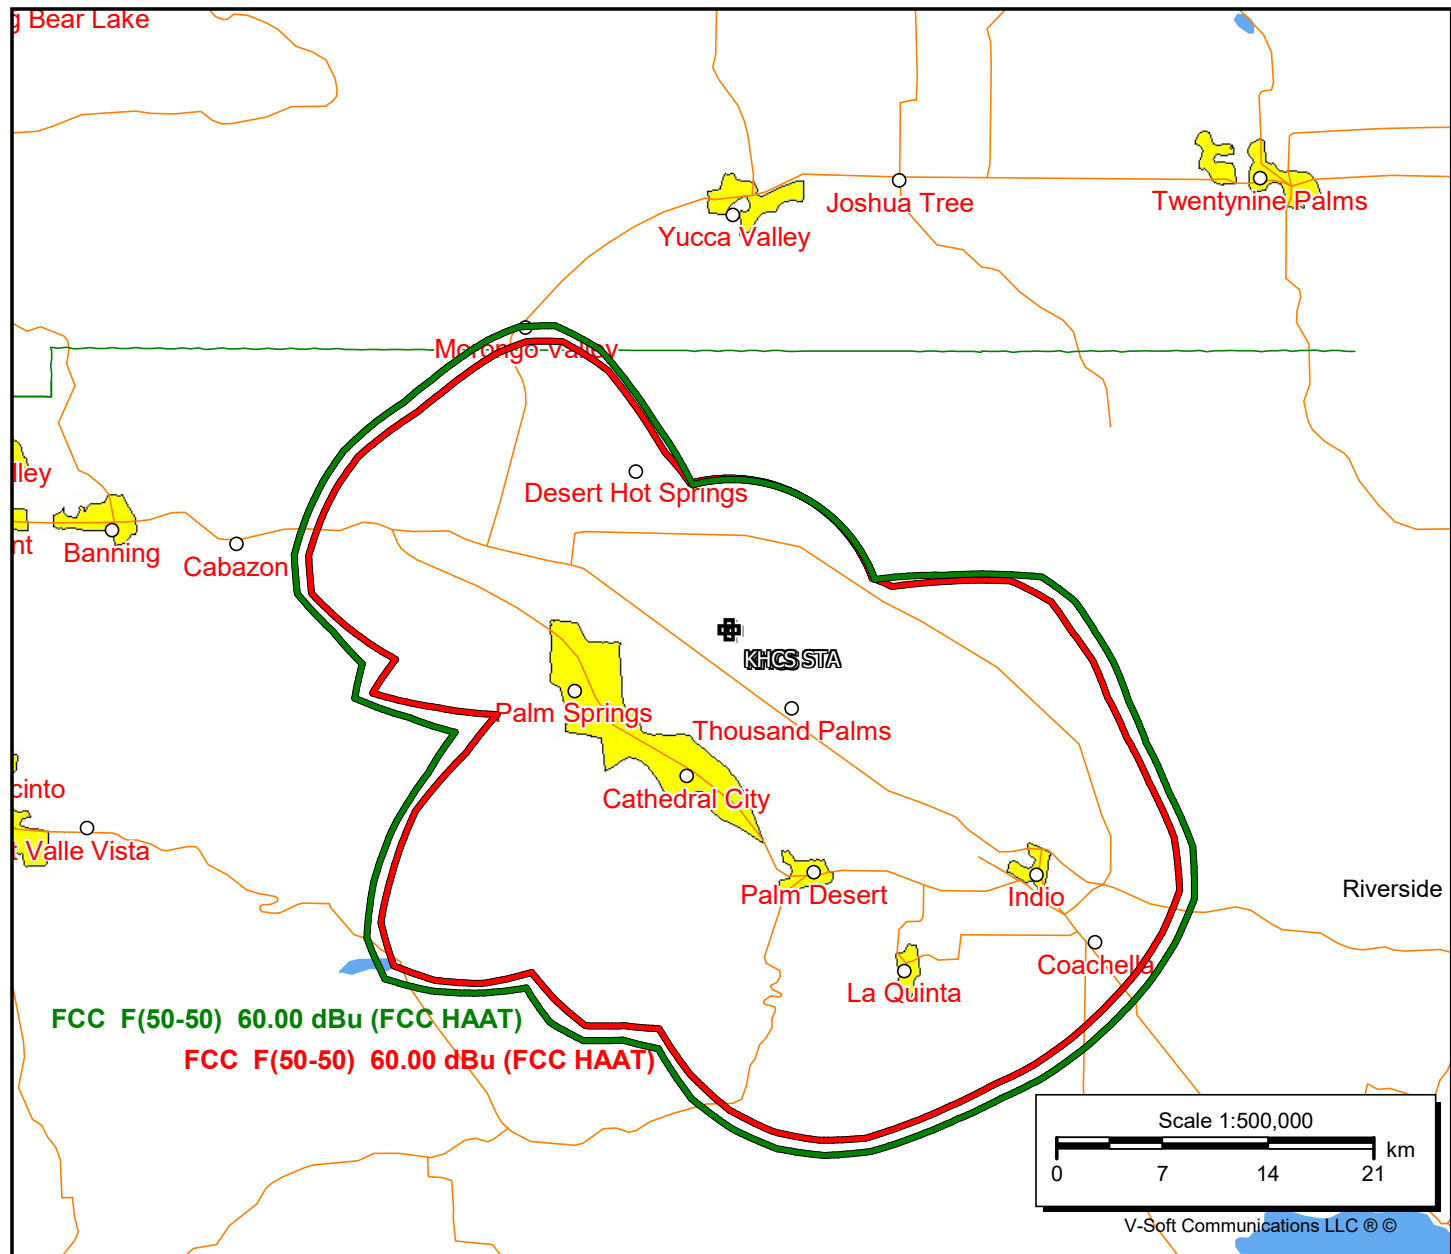 Bear Lake
Joshua Tree
Twentynine Palms
Yucca Valley
Morongo Valley
lley
Desert Hot Springs
nt
Banning
Cabazon
KHCS STA
Palm Springs
Thousand Palms
cinto
Cathedral City
Valle Vista
Palm Desert
Indio
Riverside
Coachella
La Quinta
FCC F(50-50) 60.00 dBu (FCC HAAT)
FCC F(50-50) 60.00 dBu (FCC HAAT)
Scale 1:500,000
km
0 7 14 21
V-Soft Communications LLC ® ©